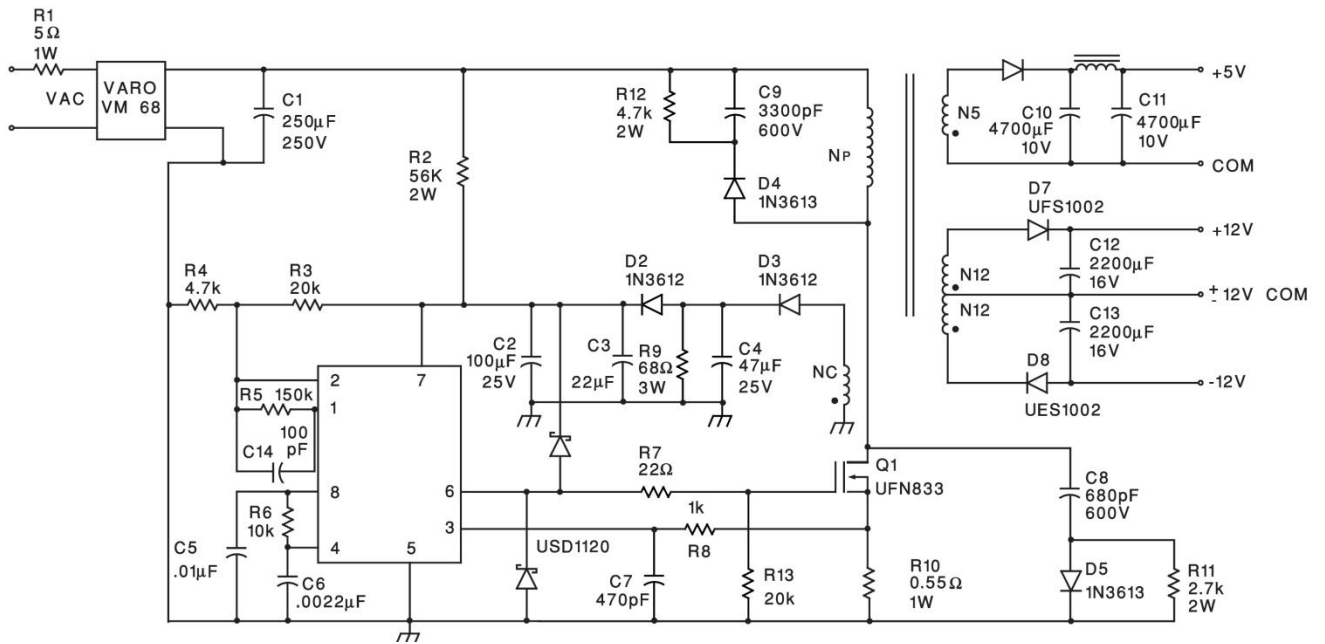 R1
5Ω
1W
VAC
VARO
VM 68
C1
250µF
250V
R2
56K
2W
R12
4.7k
2W
C9
3300pF
600V
D4
1N3613
NP
N5
C10
4700µF
10V
C11
4700µF
10V
+5V
COM
D7
UFS1002
+12V
N12
N12
C12
2200µF
16V
± 12V COM
C13
2200µF
16V
-12V
D8
UES1002
R4
4.7k
R3
20k
D2
1N3612
D3
1N3612
C2
100µF
25V
C3
22µF
R9
68Ω
3W
C4
47µF
25V
NC
2
7
R5 150k
1
C14
100
pF
8
6
R6
10k
4
5
3
C5
.01µF
C6
.0022µF
USD1120
R7
22Ω
1k
R8
C7
470pF
R13
20k
Q1
UFN833
R10
0.55Ω
1W
C8
680pF
600V
D5
1N3613
R11
2.7k
2W